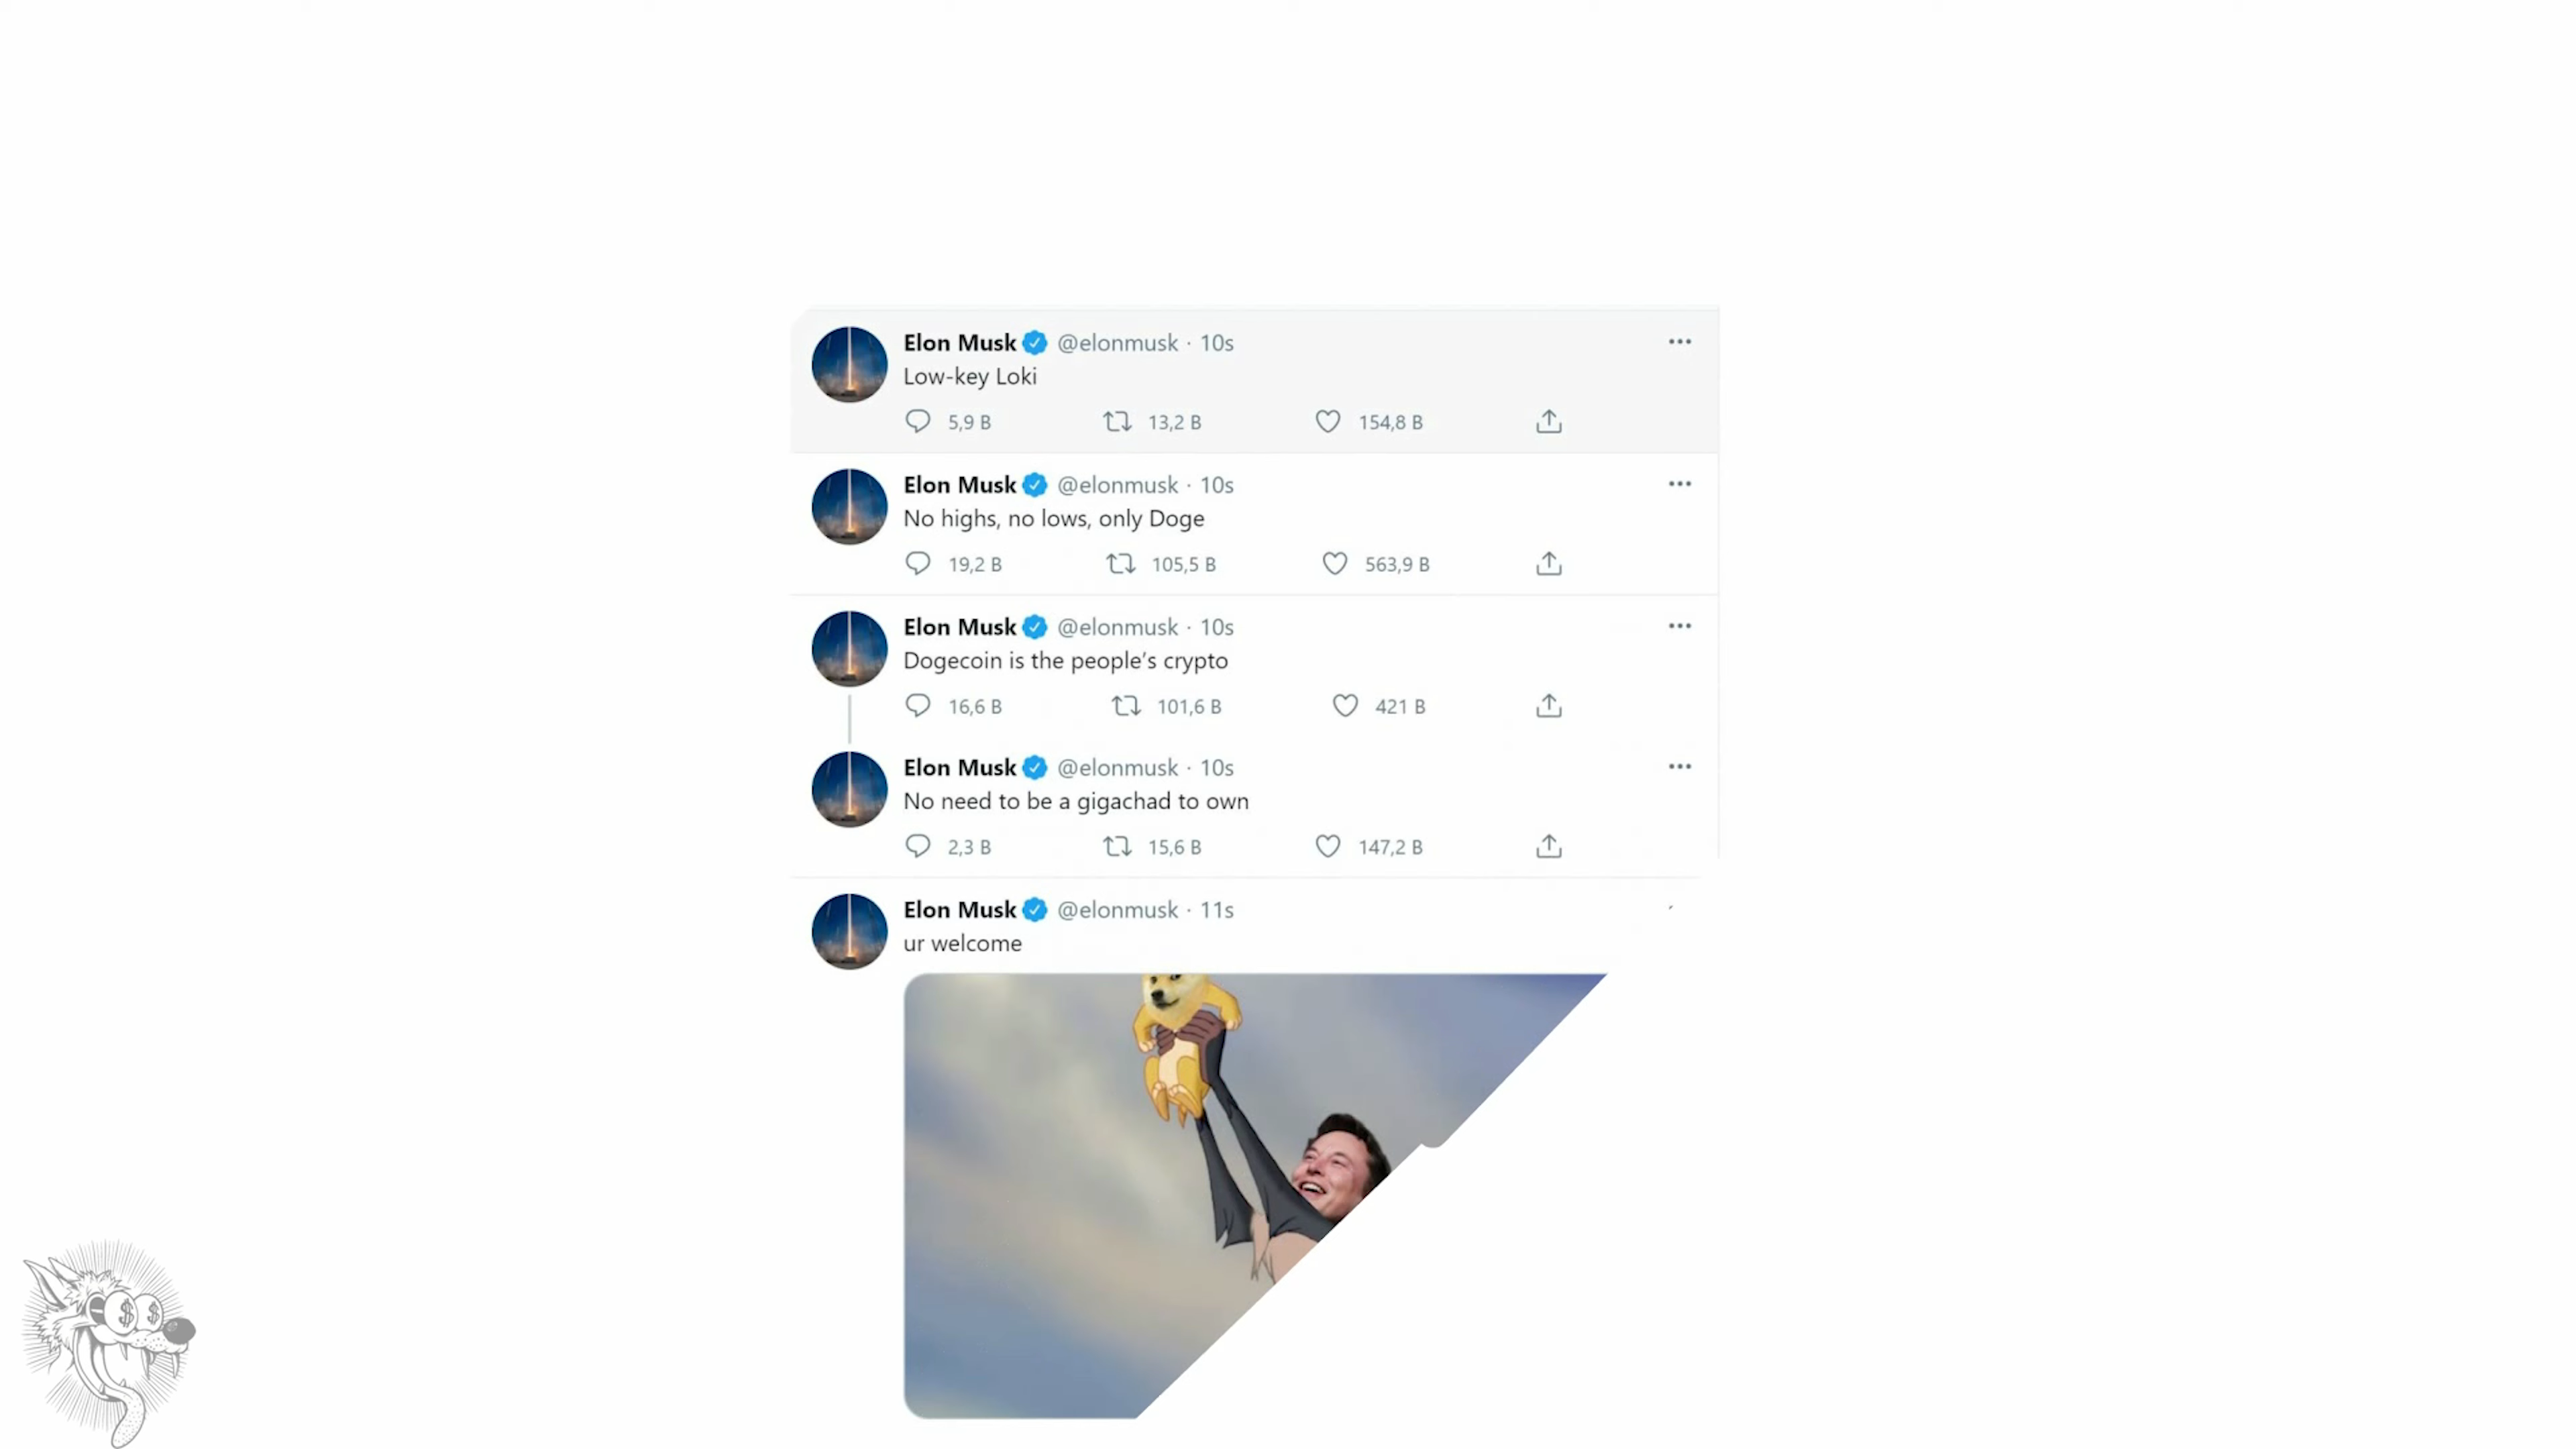 Elon Musk @elonmusk · 10s
Low-key Loki
5,9 B 13,2 B 154,8 B
Elon Musk @elonmusk · 10s
No highs, no lows, only Doge
19,2 B 105,5 B 563,9 B
Elon Musk @elonmusk · 10s
Dogecoin is the people’s crypto
16,6 B 101,6 B 421 B
Elon Musk @elonmusk · 10s
No need to be a gigachad to own
2,3 B 15,6 B 147,2 B
Elon Musk @elonmusk · 11s
ur welcome
$ $